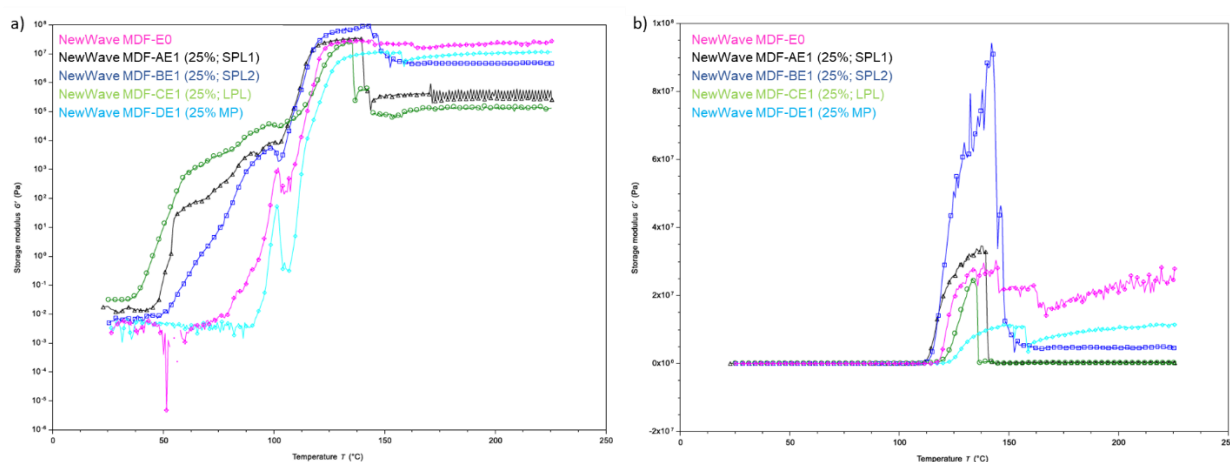 a)
NewWave MDF-E0
NewWave MDF-AE1 (25%; SPL1)
NewWave MDF-BE1 (25%; SPL2)
NewWave MDF-CE1 (25%; LPL)
NewWave MDF-DE1 (25% MP)
Storage modulus G' (Pa)
10⁸
10⁷
10⁶
10⁵
10⁴
10³
10²
10¹
10⁰
10⁻¹
10⁻²
10⁻³
10⁻⁴
10⁻⁵
10⁻⁶
0
50
100
150
200
250
Temperature T (°C)
b)
NewWave MDF-E0
NewWave MDF-AE1 (25%; SPL1)
NewWave MDF-BE1 (25%; SPL2)
NewWave MDF-CE1 (25%; LPL)
NewWave MDF-DE1 (25% MP)
Storage modulus G' (Pa)
1x10⁸
8x10⁷
6x10⁷
4x10⁷
2x10⁷
0x10⁰
-2x10⁷
0
50
100
150
200
25
Temperature T (°C)